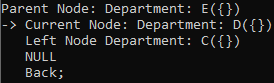 Parent Node: Department: E({})
-> Current Node: Department: D({})
Left Node Department: C({})
NULL
Back;